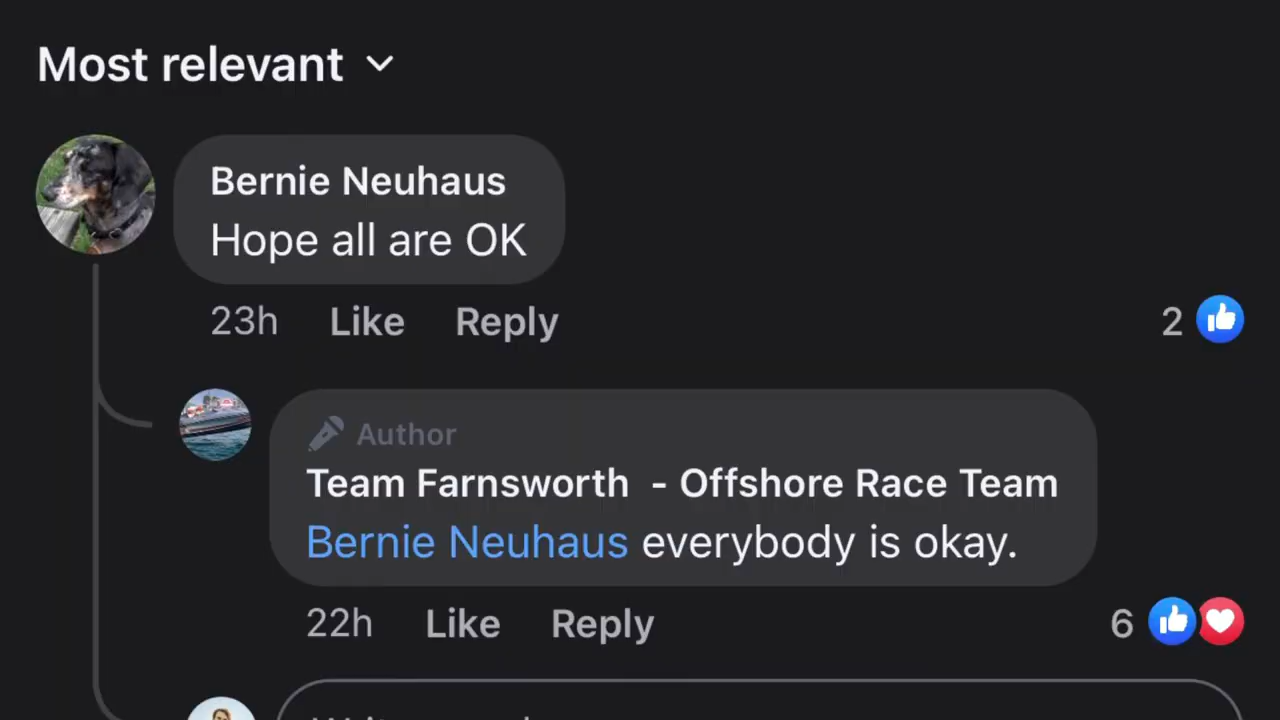 Most relevant
Bernie Neuhaus
Hope all are OK
23h Like Reply 2
Author
Team Farnsworth - Offshore Race Team
Bernie Neuhaus everybody is okay.
22h Like Reply 6